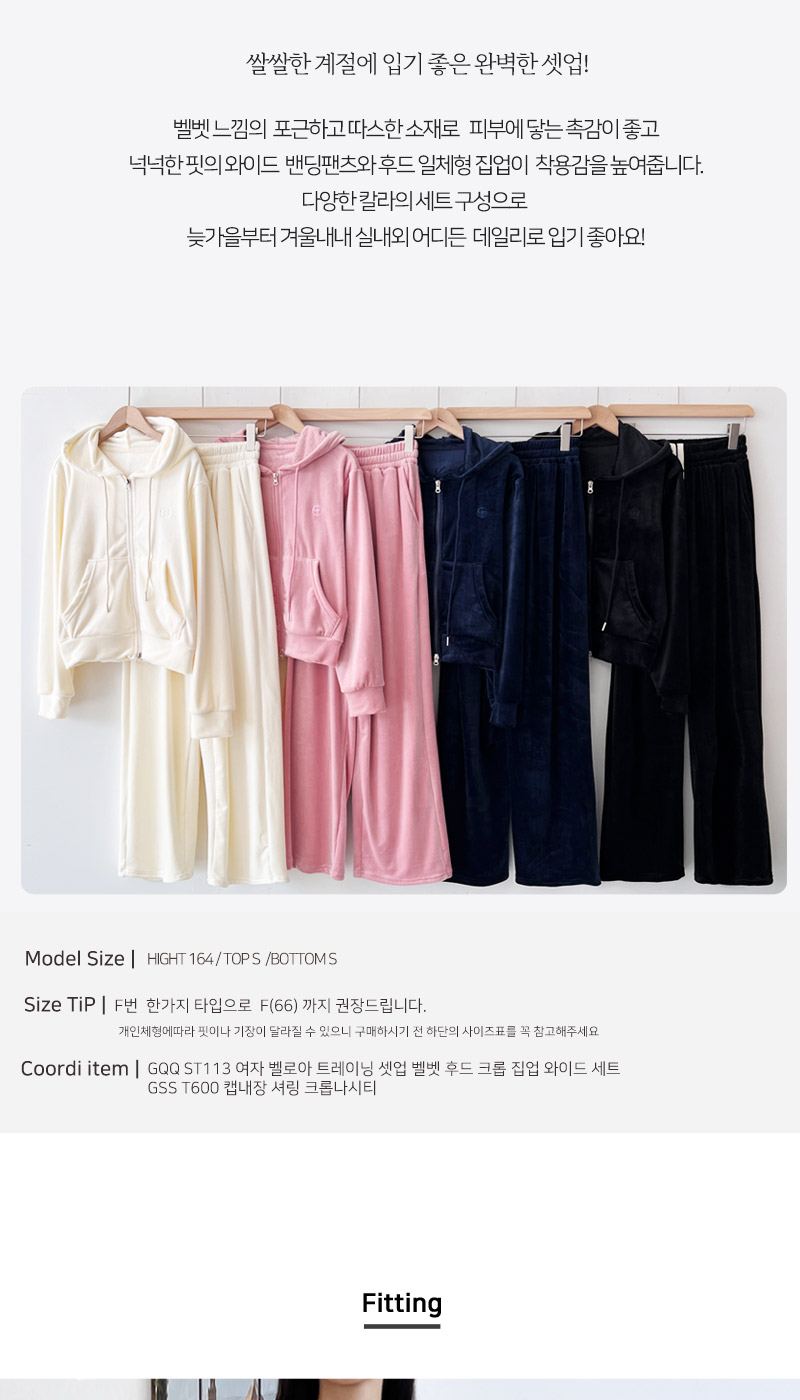 쌀쌀한 계절에 입기 좋은 완벽한 셋업!
벨벳 느낌의 포근하고 따스한 소재로 피부에 닿는 촉감이 좋고
넉넉한 핏의 와이드 밴딩팬츠와 후드 일체형 집업이 착용감을 높여줍니다.
다양한 칼라의 세트 구성으로
늦가을부터 겨울내내 실내외 어디든 데일리로 입기 좋아요!
Model Size | HIGHT 164 / TOP S /BOTTOM S
Size TiP | F번 한가지 타입으로 F(66) 까지 권장드립니다.
개인체형에따라 핏이나 기장이 달라질 수 있으니 구매하시기 전 하단의 사이즈표를 꼭 참고해주세요
Coordi item | GQQ ST113 여자 벨로아 트레이닝 셋업 벨벳 후드 크롭 집업 와이드 세트
GSS T600 캡내장 셔링 크롭나시티
Fitting